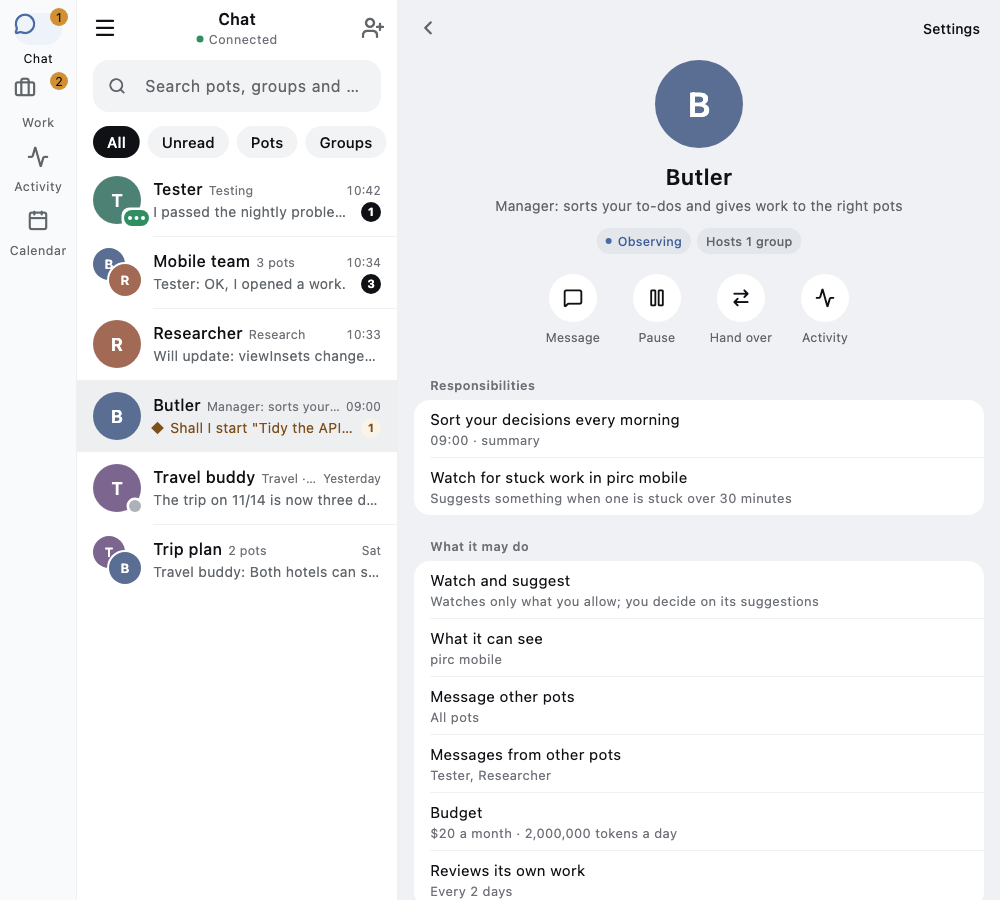 1
Chat
2
Work
Activity
Calendar
Chat
Connected
Search pots, groups and ...
All
Unread
Pots
Groups
T
Tester Testing 10:42
I passed the nightly proble... 1
B
R
Mobile team 3 pots 10:34
Tester: OK, I opened a work. 3
R
Researcher Research 10:33
Will update: viewInsets change...
B
Butler Manager: sorts your... 09:00
Shall I start "Tidy the API... 1
T
Travel buddy Travel ·... Yesterday
The trip on 11/14 is now three d...
T
B
Trip plan 2 pots Sat
Travel buddy: Both hotels can s...
Settings
B
Butler
Manager: sorts your to-dos and gives work to the right pots
Observing
Hosts 1 group
Message
Pause
Hand over
Activity
Responsibilities
Sort your decisions every morning
09:00 · summary
Watch for stuck work in pirc mobile
Suggests something when one is stuck over 30 minutes
What it may do
Watch and suggest
Watches only what you allow; you decide on its suggestions
What it can see
pirc mobile
Message other pots
All pots
Messages from other pots
Tester, Researcher
Budget
$20 a month · 2,000,000 tokens a day
Reviews its own work
Every 2 days